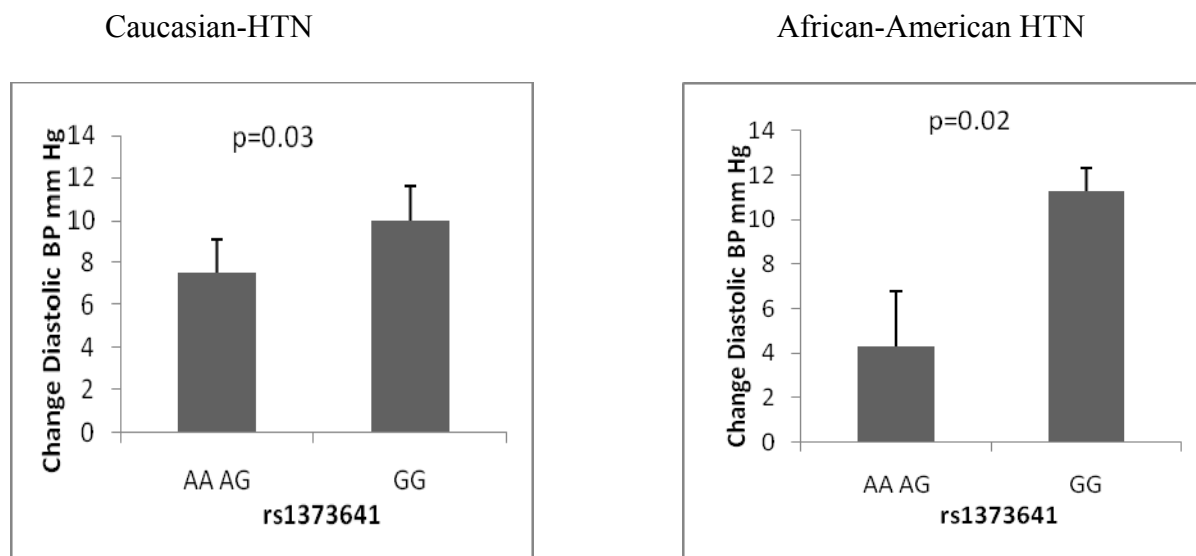 Caucasian-HTN
Change Diastolic BP mm Hg
14
12
10
8
6
4
2
0
p=0.03
AA AG
GG
rs1373641
African-American HTN
Change Diastolic BP mm Hg
14
12
10
8
6
4
2
0
p=0.02
AA AG
GG
rs1373641